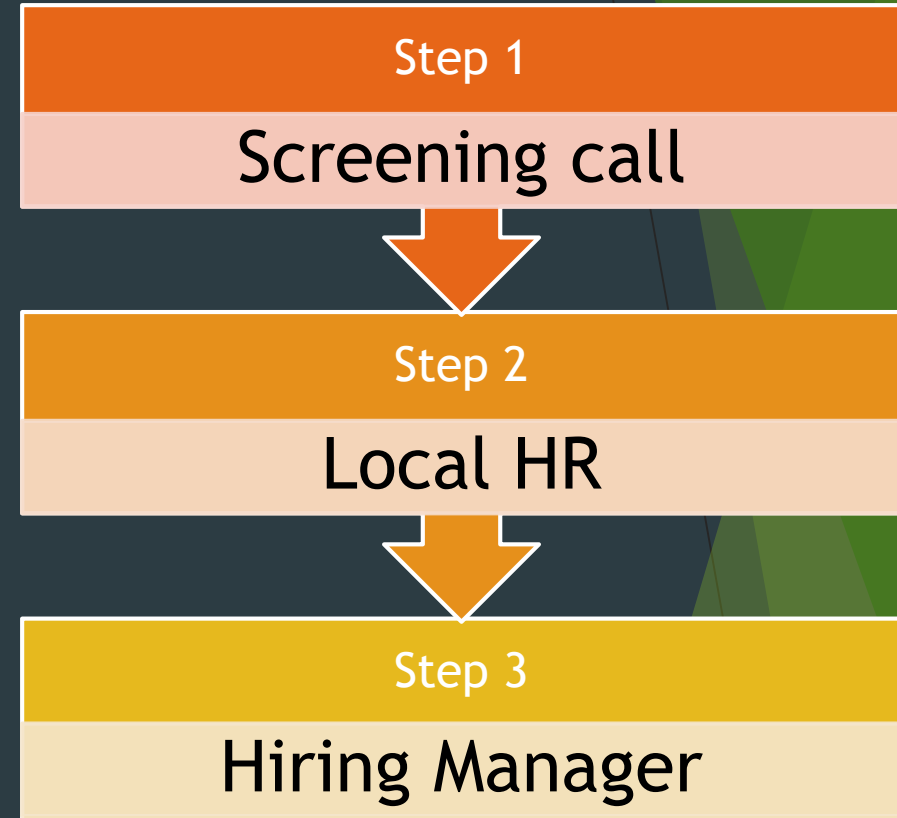 Step 1
Screening call
Step 2
Local HR
Step 3
Hiring Manager